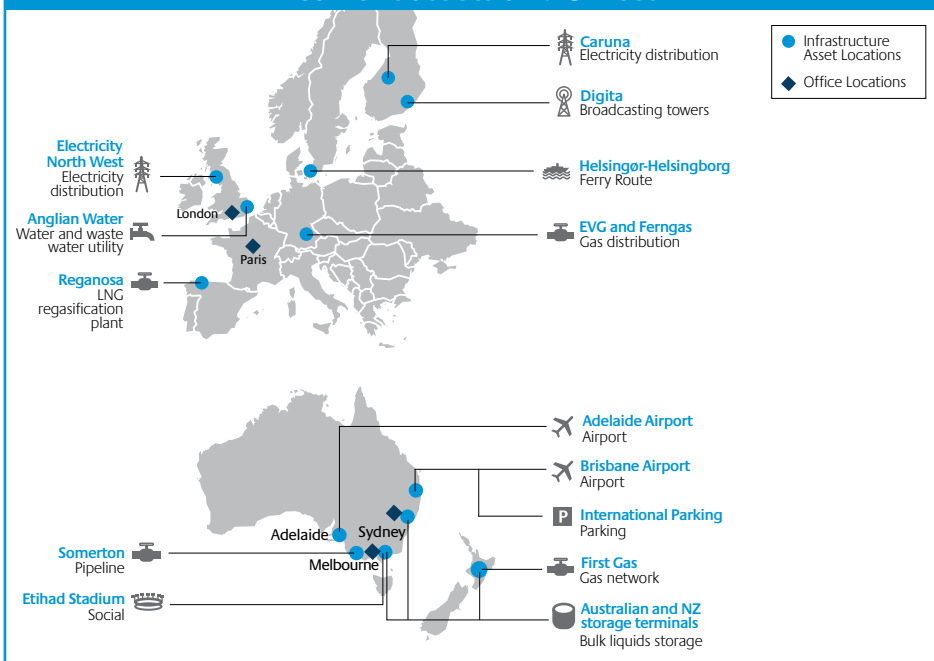 Caruna
Electricity distribution
Infrastructure
Asset Locations
Office Locations
Digita
Broadcasting towers
Electricity
North West
Electricity
distribution
Helsingør-Helsingborg
Ferry Route
London
Anglian Water
Water and waste
water utility
EVG and Ferngas
Gas distribution
Paris
Reganosa
LNG
regasification
plant
Adelaide Airport
Airport
Brisbane Airport
Airport
P
International Parking
Parking
Adelaide
Sydney
Melbourne
Somerton
Pipeline
First Gas
Gas network
Etihad Stadium
Social
Australian and NZ
storage terminals
Bulk liquids storage